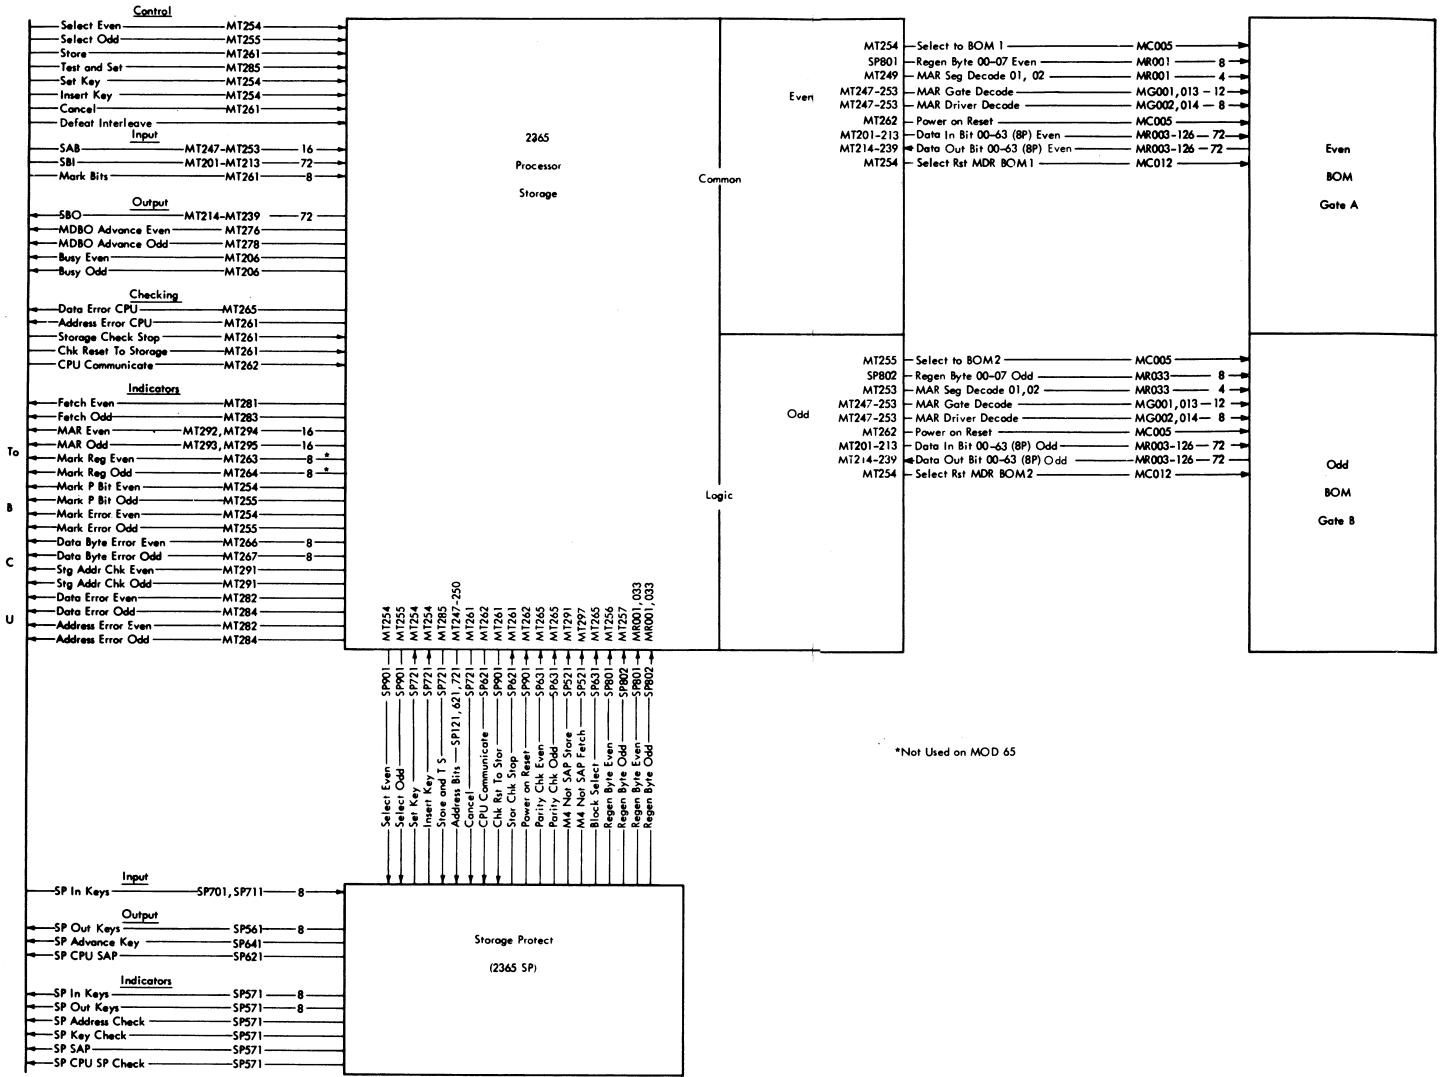 Control
Select Even MT254
Select Odd MT255
Store MT261
Test and Set MT285
Set Key MT254
Insert Key MT254
Cancel MT261
Defeat Interleave
Input
SAB MT247-MT253 16
SBI MT201-MT213 72
Mark Bits MT261 8
Output
SBO MT214-MT239 72
MDBO Advance Even MT276
MDBO Advance Odd MT278
Busy Even MT206
Busy Odd MT206
Checking
Data Error CPU MT265
Address Error CPU MT261
Storage Check Stop MT261
Chk Reset To Storage MT261
CPU Communicate MT262
Indicators
Fetch Even MT281
Fetch Odd MT283
MAR Even MT292, MT294 16
MAR Odd MT293, MT295 16
Mark Reg Even MT263 8 *
Mark Reg Odd MT264 8 *
Mark P Bit Even MT254
Mark P Bit Odd MT255
Mark Error Even MT254
Mark Error Odd MT255
Data Byte Error Even MT266 8
Data Byte Error Odd MT267 8
Stg Addr Chk Even MT291
Stg Addr Chk Odd MT291
Data Error Even MT282
Data Error Odd MT284
Address Error Even MT282
Address Error Odd MT284
To
B
C
U
2365
Processor
Storage
Common
Logic
Even
MT254 Select to BOM 1 MC005
SP801 Regen Byte 00-07 Even MR001 8
MT249 MAR Seg Decode 01, 02 MR001 4
MT247-253 MAR Gate Decode MG001,013 - 12
MT247-253 MAR Driver Decode MG002,014 - 8
MT262 Power on Reset MC005
MT201-213 Data In Bit 00-63 (8P) Even MR003-126 - 72
MT214-239 Data Out Bit 00-63 (8P) Even MR003-126 - 72
MT254 Select Rst MDR BOM 1 MC012
Even
BOM
Gate A
Odd
MT255 Select to BOM2 MC005
SP802 Regen Byte 00-07 Odd MR033 8
MT253 MAR Seg Decode 01,02 MR033 4
MT247-253 MAR Gate Decode MG001,013 - 12
MT247-253 MAR Driver Decode MG002,014 - 8
MT262 Power on Reset MC005
MT201-213 Data In Bit 00-63 (8P) Odd MR003-126 - 72
MT214-239 Data Out Bit 00-63 (8P) Odd MR003-126 - 72
MT254 Select Rst MDR BOM2 MC012
Odd
BOM
Gate B
MT254 SP901 Select Even
MT255 SP901 Select Odd
MT254 SP721 Set Key
MT254 SP721 Insert Key
MT285 SP721 Store and T S
MT247-250 SP121,621,721 Address Bits
MT261 SP721 Cancel
MT262 SP621 CPU Communicate
MT261 SP901 Chk Rst To Stor
MT261 SP621 Stor Chk Stop
MT262 SP901 Power on Reset
MT265 SP631 Parity Chk Even
MT265 SP631 Parity Chk Odd
MT291 SP521 M4 Not SAP Store
MT297 SP521 M4 Not SAP Fetch
MT265 SP631 Block Select
MT256 SP801 Regen Byte Even
MT257 SP802 Regen Byte Odd
MR001,033 SP801 Regen Byte Even
MR001,033 SP802 Regen Byte Odd
*Not Used on MOD 65
Input
SP In Keys SP701, SP711 8
Output
SP Out Keys SP561 8
SP Advance Key SP641
SP CPU SAP SP621
Indicators
SP In Keys SP571 8
SP Out Keys SP571 8
SP Address Check SP571
SP Key Check SP571
SP SAP SP571
SP CPU SP Check SP571
Storage Protect
(2365 SP)